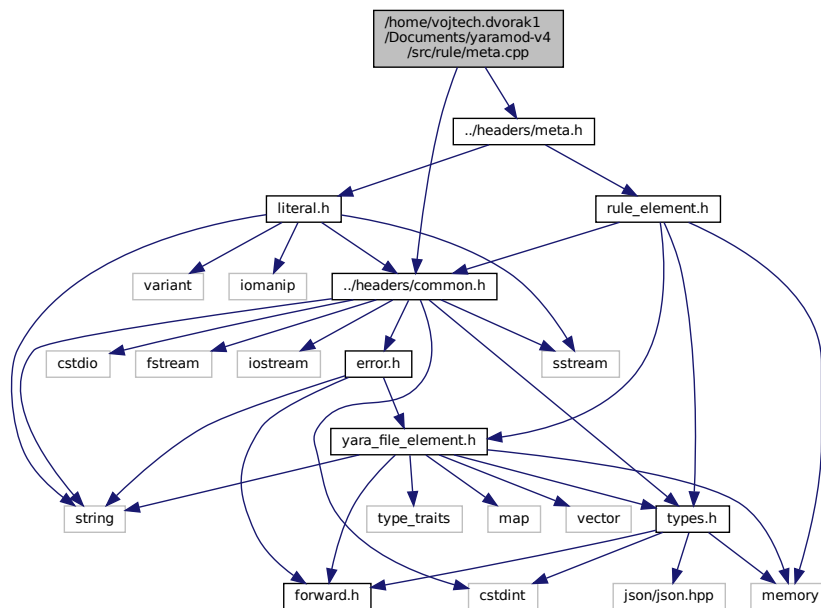 /home/vojtech.dvorak1
/Documents/yaramod-v4
/src/rule/meta.cpp
../headers/meta.h
literal.h
rule_element.h
variant
iomanip
../headers/common.h
cstdio
fstream
iostream
error.h
sstream
yara_file_element.h
string
type_traits
map
vector
types.h
forward.h
cstdint
json/json.hpp
memory